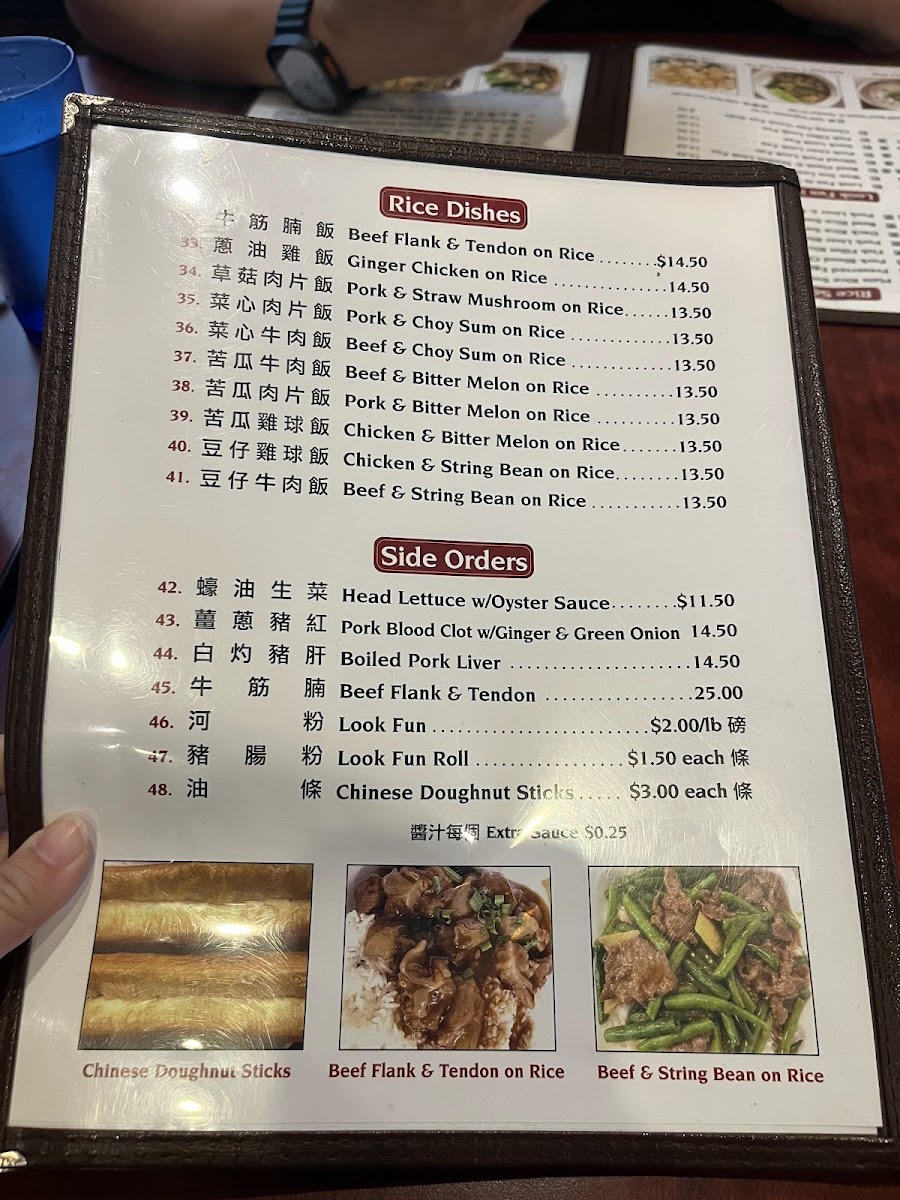 Rice Dishes
牛筋腩飯 Beef Flank & Tendon on Rice ........$14.50
33. 蔥油雞飯 Ginger Chicken on Rice ...............14.50
34. 草菇肉片飯 Pork & Straw Mushroom on Rice......13.50
35. 菜心肉片飯 Pork & Choy Sum on Rice .............13.50
36. 菜心牛肉飯 Beef & Choy Sum on Rice .............13.50
37. 苦瓜牛肉飯 Beef & Bitter Melon on Rice ..........13.50
38. 苦瓜肉片飯 Pork & Bitter Melon on Rice ..........13.50
39. 苦瓜雞球飯 Chicken & Bitter Melon on Rice.......13.50
40. 豆仔雞球飯 Chicken & String Bean on Rice........13.50
41. 豆仔牛肉飯 Beef & String Bean on Rice ...........13.50
Side Orders
42. 蠔油生菜 Head Lettuce w/Oyster Sauce........$11.50
43. 薑蔥豬紅 Pork Blood Clot w/Ginger & Green Onion 14.50
44. 白灼豬肝 Boiled Pork Liver ......................14.50
45. 牛筋腩 Beef Flank & Tendon ..................25.00
46. 河粉 Look Fun..........................$2.00/lb 磅
47. 豬腸粉 Look Fun Roll .................$1.50 each 條
48. 油條 Chinese Doughnut Sticks..... $3.00 each 條
醬汁每個 Extra Sauce $0.25
Chinese Doughnut Sticks
Beef Flank & Tendon on Rice
Beef & String Bean on Rice